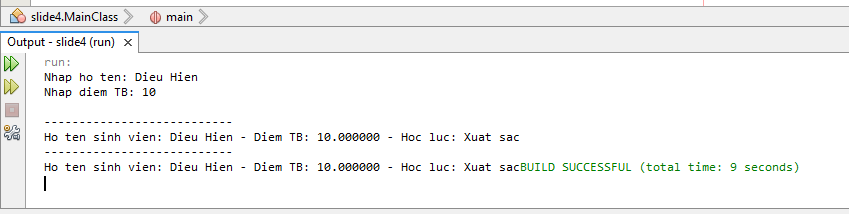 slide4.MainClass main
Output - slide4 (run) ×
run:
Nhap ho ten: Dieu Hien
Nhap diem TB: 10
--------------------------
Ho ten sinh vien: Dieu Hien - Diem TB: 10.000000 - Hoc luc: Xuat sac
--------------------------
Ho ten sinh vien: Dieu Hien - Diem TB: 10.000000 - Hoc luc: Xuat sacBUILD SUCCESSFUL (total time: 9 seconds)